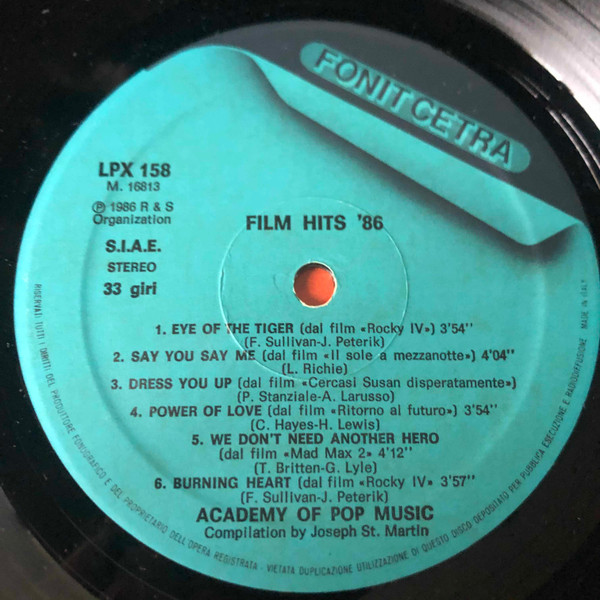 FONIT CETRA
LPX 158
M. 16813
℗ 1986 R & S
Organization
S.I.A.E.
STEREO
33 giri
FILM HITS '86
1. EYE OF THE TIGER (dal film «Rocky IV») 3'54''
(F. Sullivan-J. Peterik)
2. SAY YOU SAY ME (dal film «Il sole a mezzanotte») 4'04''
(L. Richie)
3. DRESS YOU UP (dal film «Cercasi Susan disperatamente»)
(P. Stanziale-A. Larusso)
4. POWER OF LOVE (dal film «Ritorno al futuro») 3'54''
(C. Hayes-H. Lewis)
5. WE DON'T NEED ANOTHER HERO
(dal film «Mad Max 2» 4'12''
(T. Britten-G. Lyle)
6. BURNING HEART (dal film «Rocky IV» 3'57''
(F. Sullivan-J. Peterik)
ACADEMY OF POP MUSIC
Compilation by Joseph St. Martin
RISERVATI TUTTI I DIRITTI DEL PRODUTTORE FONOGRAFICO E DEL PROPRIETARIO DELL'OPERA REGISTRATA - VIETATA DUPLICAZIONE UTILIZZAZIONE DI QUESTO DISCO DEPOSITATO PER PUBBLICA ESECUZIONE E RADIODIFFUSIONE. MADE IN ITALY